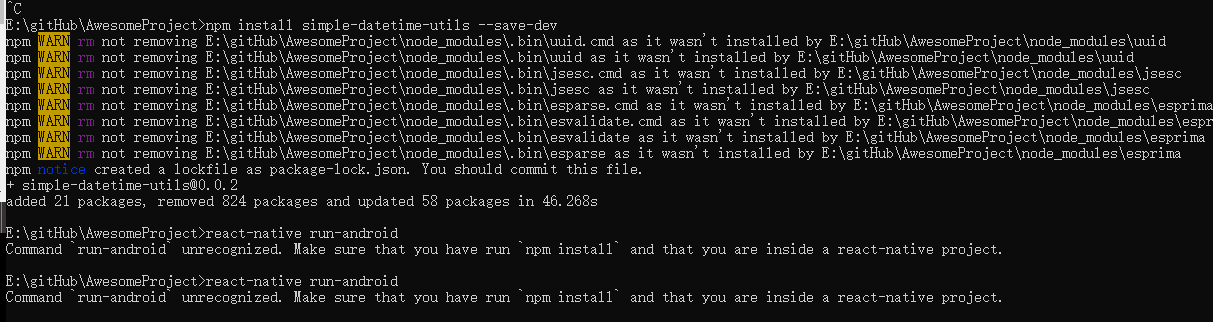 ^C
E:\gitHub\AwesomeProject>npm install simple-datetime-utils --save-dev
npm WARN rm not removing E:\gitHub\AwesomeProject\node_modules\.bin\uuid.cmd as it wasn't installed by E:\gitHub\AwesomeProject\node_modules\uuid
npm WARN rm not removing E:\gitHub\AwesomeProject\node_modules\.bin\uuid as it wasn't installed by E:\gitHub\AwesomeProject\node_modules\uuid
npm WARN rm not removing E:\gitHub\AwesomeProject\node_modules\.bin\jsesc.cmd as it wasn't installed by E:\gitHub\AwesomeProject\node_modules\jsesc
npm WARN rm not removing E:\gitHub\AwesomeProject\node_modules\.bin\jsesc as it wasn't installed by E:\gitHub\AwesomeProject\node_modules\jsesc
npm WARN rm not removing E:\gitHub\AwesomeProject\node_modules\.bin\esparse.cmd as it wasn't installed by E:\gitHub\AwesomeProject\node_modules\esprima
npm WARN rm not removing E:\gitHub\AwesomeProject\node_modules\.bin\esvalidate.cmd as it wasn't installed by E:\gitHub\AwesomeProject\node_modules\espr
npm WARN rm not removing E:\gitHub\AwesomeProject\node_modules\.bin\esvalidate as it wasn't installed by E:\gitHub\AwesomeProject\node_modules\esprima
npm WARN rm not removing E:\gitHub\AwesomeProject\node_modules\.bin\esparse as it wasn't installed by E:\gitHub\AwesomeProject\node_modules\esprima
npm notice created a lockfile as package-lock.json. You should commit this file.
+ simple-datetime-utils@0.0.2
added 21 packages, removed 824 packages and updated 58 packages in 46.268s
E:\gitHub\AwesomeProject>react-native run-android
Command `run-android` unrecognized. Make sure that you have run `npm install` and that you are inside a react-native project.
E:\gitHub\AwesomeProject>react-native run-android
Command `run-android` unrecognized. Make sure that you have run `npm install` and that you are inside a react-native project.